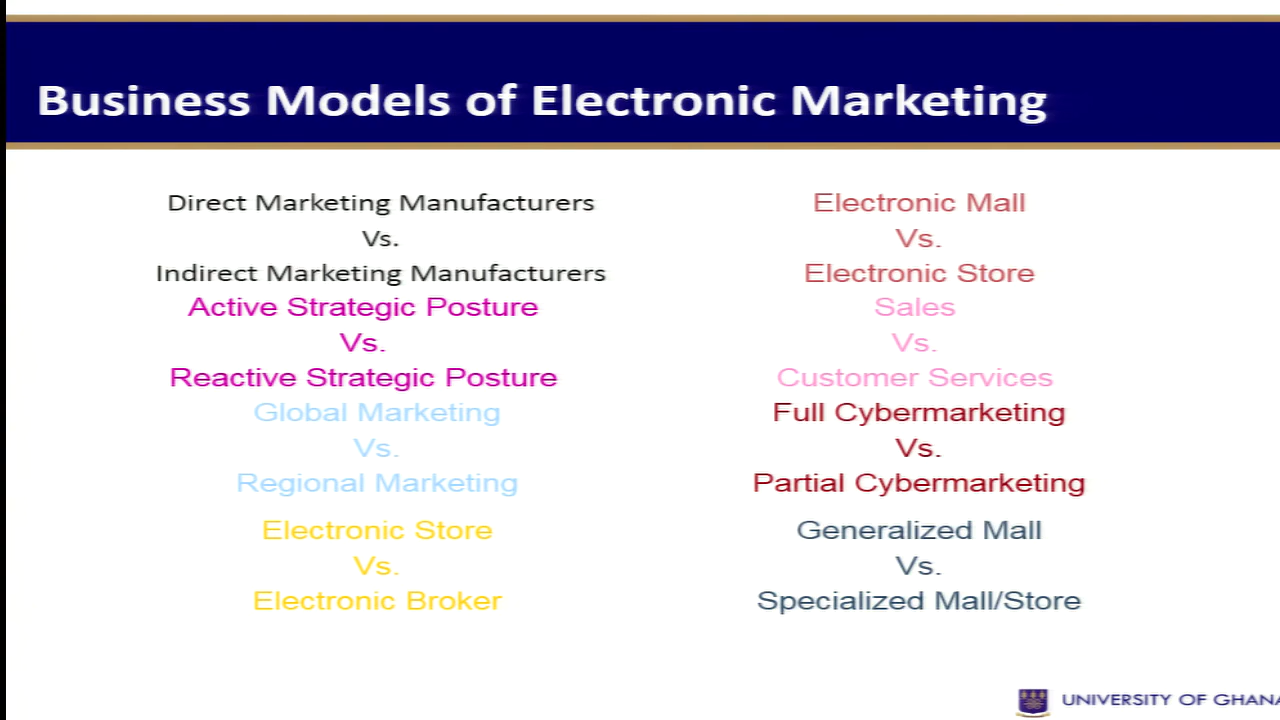 Business Models of Electronic Marketing
Direct Marketing Manufacturers
Vs.
Indirect Marketing Manufacturers
Active Strategic Posture
Vs.
Reactive Strategic Posture
Global Marketing
Vs.
Regional Marketing
Electronic Store
Vs.
Electronic Broker
Electronic Mall
Vs.
Electronic Store
Sales
Vs.
Customer Services
Full Cybermarketing
Vs.
Partial Cybermarketing
Generalized Mall
Vs.
Specialized Mall/Store
UNIVERSITY OF GHANA